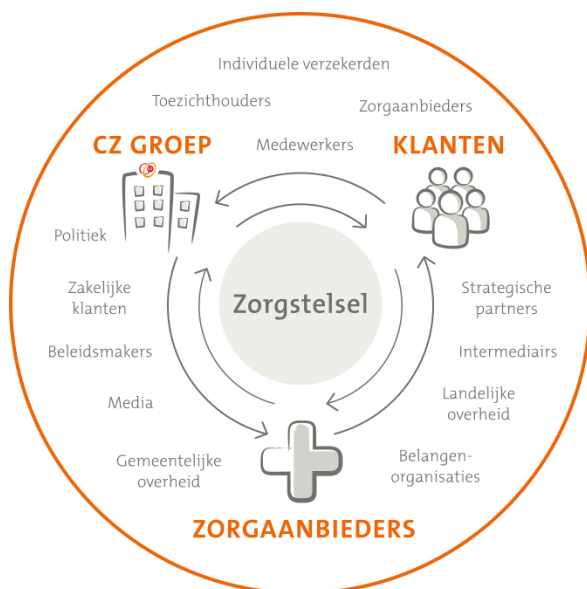 Individuele verzekerden
Toezichthouders
Zorgaanbieders
CZ GROEP
Medewerkers
KLANTEN
Politiek
Zorgstelsel
Zakelijke
klanten
Strategische
partners
Beleidsmakers
Intermediairs
Media
Landelijke
overheid
Gemeentelijke
overheid
Belangen-
organisaties
ZORGAANBIEDERS